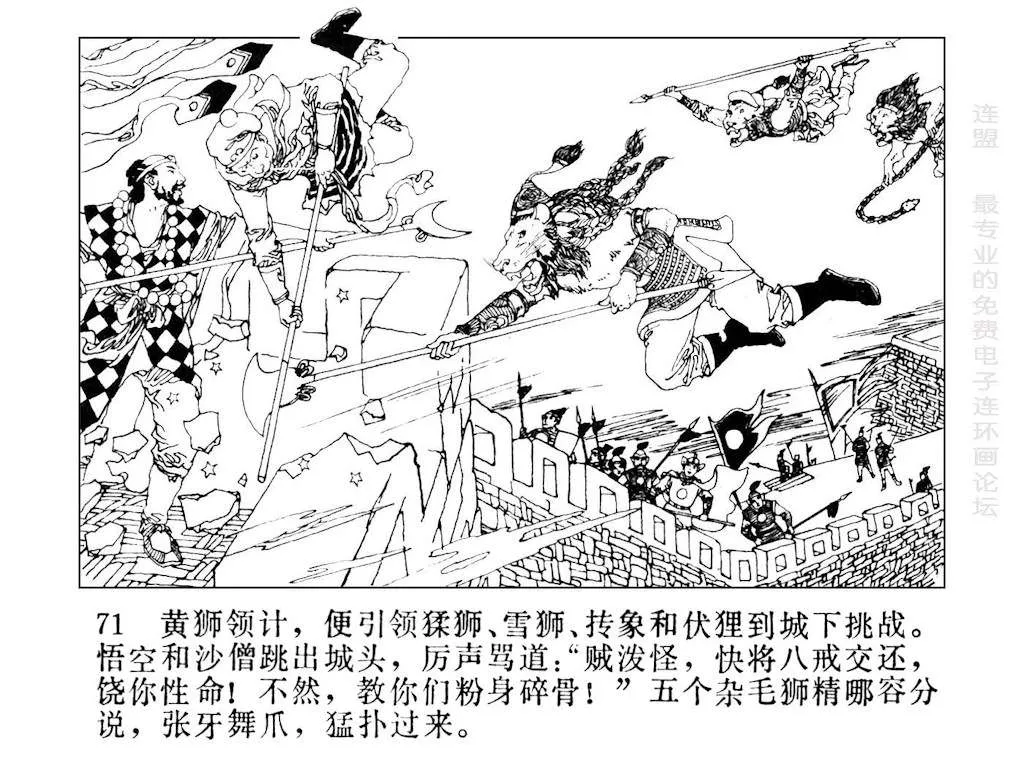 71 黄狮领计，便引领猱狮、雪狮、抟象和伏狸到城下挑战。
悟空和沙僧跳出城头，厉声骂道：“贼泼怪，快将八戒交还，
饶你性命！不然，教你们粉身碎骨！”五个杂毛狮精哪容分
说，张牙舞爪，猛扑过来。
连盟 最专业的免费电子连环画论坛